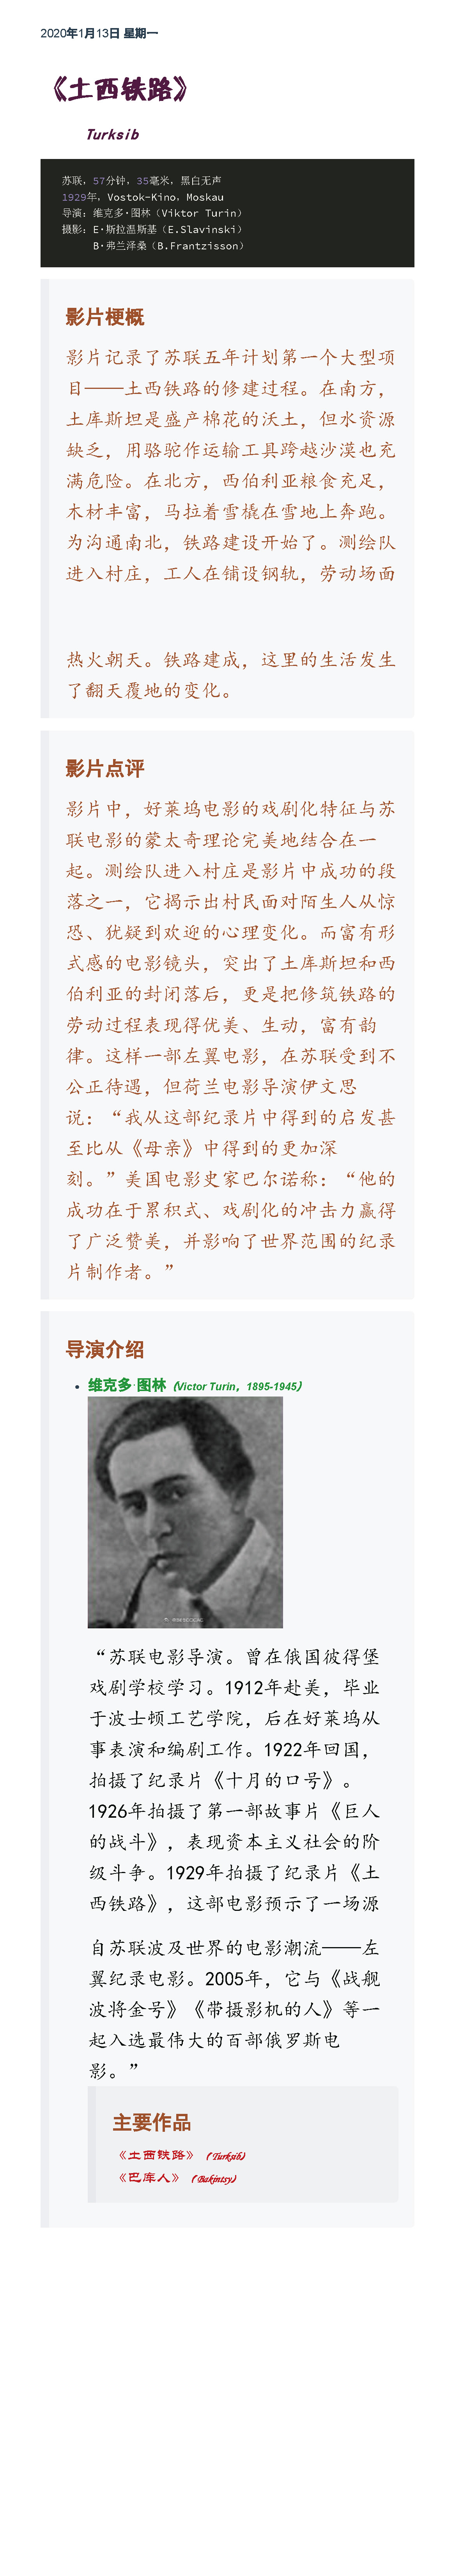 2020年1月13日 星期一
《土西铁路》
Turksib
苏联，57分钟，35毫米，黑白无声
1929年，Vostok-Kino，Moskau
导演：维克多·图林（Viktor Turin）
摄影：E·斯拉温斯基（E.Slavinski）
B·弗兰泽桑（B.Frantzisson）
影片梗概
影片记录了苏联五年计划第一个大型项
目——土西铁路的修建过程。在南方，
土库斯坦是盛产棉花的沃土，但水资源
缺乏，用骆驼作运输工具跨越沙漠也充
满危险。在北方，西伯利亚粮食充足，
木材丰富，马拉着雪橇在雪地上奔跑。
为沟通南北，铁路建设开始了。测绘队
进入村庄，工人在铺设钢轨，劳动场面
热火朝天。铁路建成，这里的生活发生
了翻天覆地的变化。
影片点评
影片中，好莱坞电影的戏剧化特征与苏
联电影的蒙太奇理论完美地结合在一
起。测绘队进入村庄是影片中成功的段
落之一，它揭示出村民面对陌生人从惊
恐、犹疑到欢迎的心理变化。而富有形
式感的电影镜头，突出了土库斯坦和西
伯利亚的封闭落后，更是把修筑铁路的
劳动过程表现得优美、生动，富有韵
律。这样一部左翼电影，在苏联受到不
公正待遇，但荷兰电影导演伊文思
说：“我从这部纪录片中得到的启发甚
至比从《母亲》中得到的更加深
刻。”美国电影史家巴尔诺称：“他的
成功在于累积式、戏剧化的冲击力赢得
了广泛赞美，并影响了世界范围的纪录
片制作者。”
导演介绍
维克多·图林（Victor Turin，1895-1945）
“苏联电影导演。曾在俄国彼得堡
戏剧学校学习。1912年赴美，毕业
于波士顿工艺学院，后在好莱坞从
事表演和编剧工作。1922年回国，
拍摄了纪录片《十月的口号》。
1926年拍摄了第一部故事片《巨人
的战斗》，表现资本主义社会的阶
级斗争。1929年拍摄了纪录片《土
西铁路》，这部电影预示了一场源
自苏联波及世界的电影潮流——左
翼纪录电影。2005年，它与《战舰
波将金号》《带摄影机的人》等一
起入选最伟大的百部俄罗斯电
影。”
主要作品
《土西铁路》（Turksib）
《巴库人》（Bakintsy）